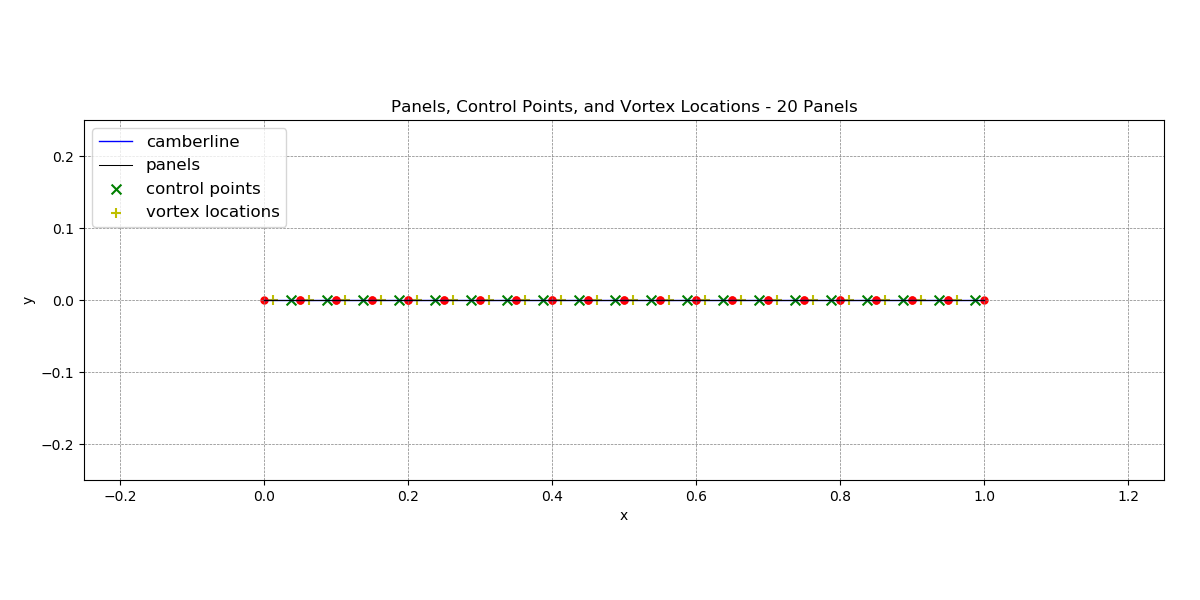 Panels, Control Points, and Vortex Locations - 20 Panels
camberline
panels
control points
vortex locations
0.2
0.1
0.0
−0.1
−0.2
−0.2 0.0 0.2 0.4 0.6 0.8 1.0 1.2
x
y